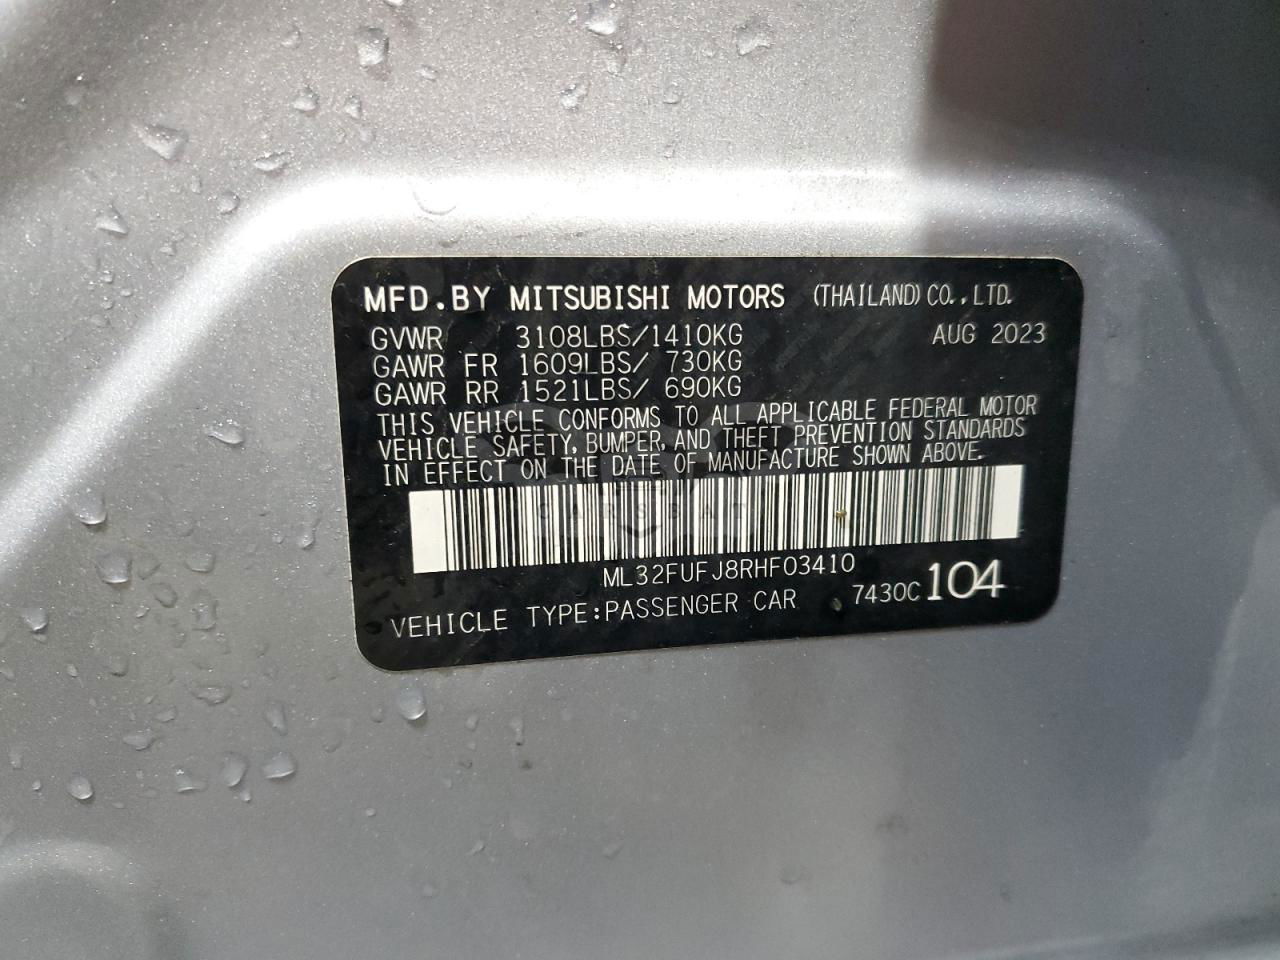 MFD.BY MITSUBISHI MOTORS (THAILAND) CO.,LTD.
GVWR 3108LBS/1410KG AUG 2023
GAWR FR 1609LBS/ 730KG
GAWR RR 1521LBS/ 690KG
THIS VEHICLE CONFORMS TO ALL APPLICABLE FEDERAL MOTOR
VEHICLE SAFETY, BUMPER, AND THEFT PREVENTION STANDARDS
IN EFFECT ON THE DATE OF MANUFACTURE SHOWN ABOVE.
ML32FUFJ8RHF03410
VEHICLE TYPE:PASSENGER CAR 7430C 104